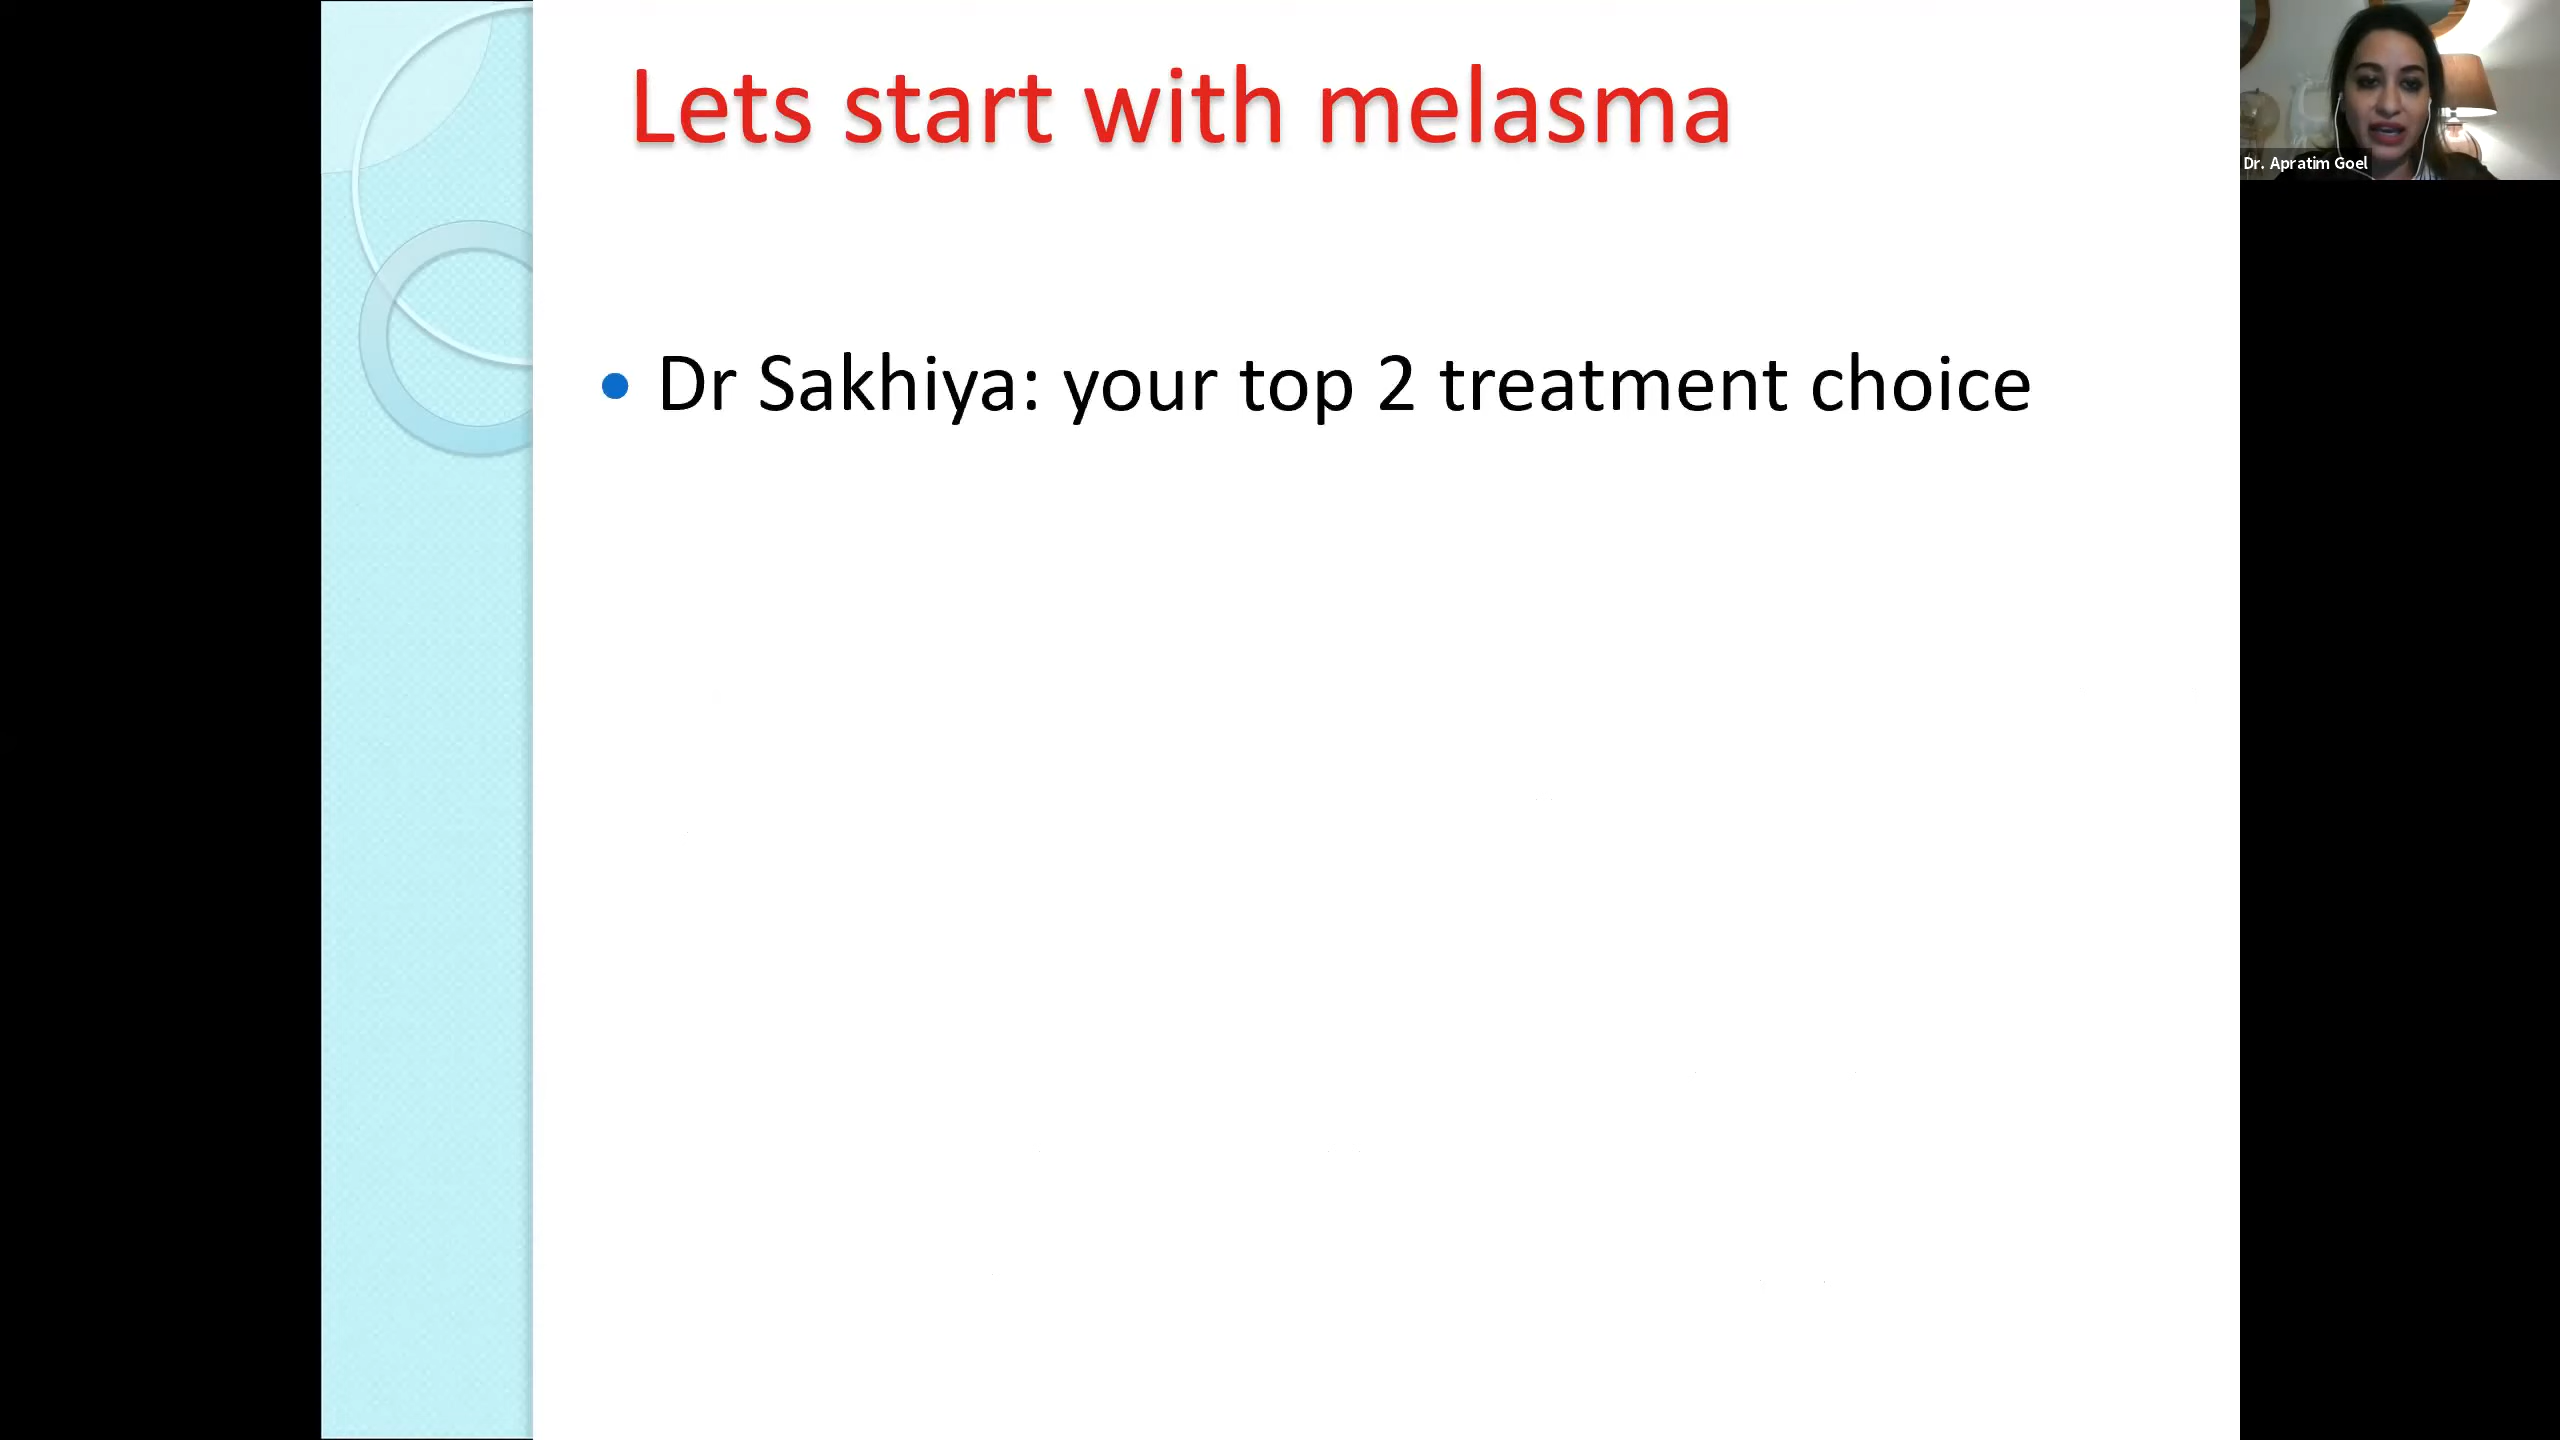 Lets start with melasma
Dr. Apratim Goel
• Dr Sakhiya: your top 2 treatment choice